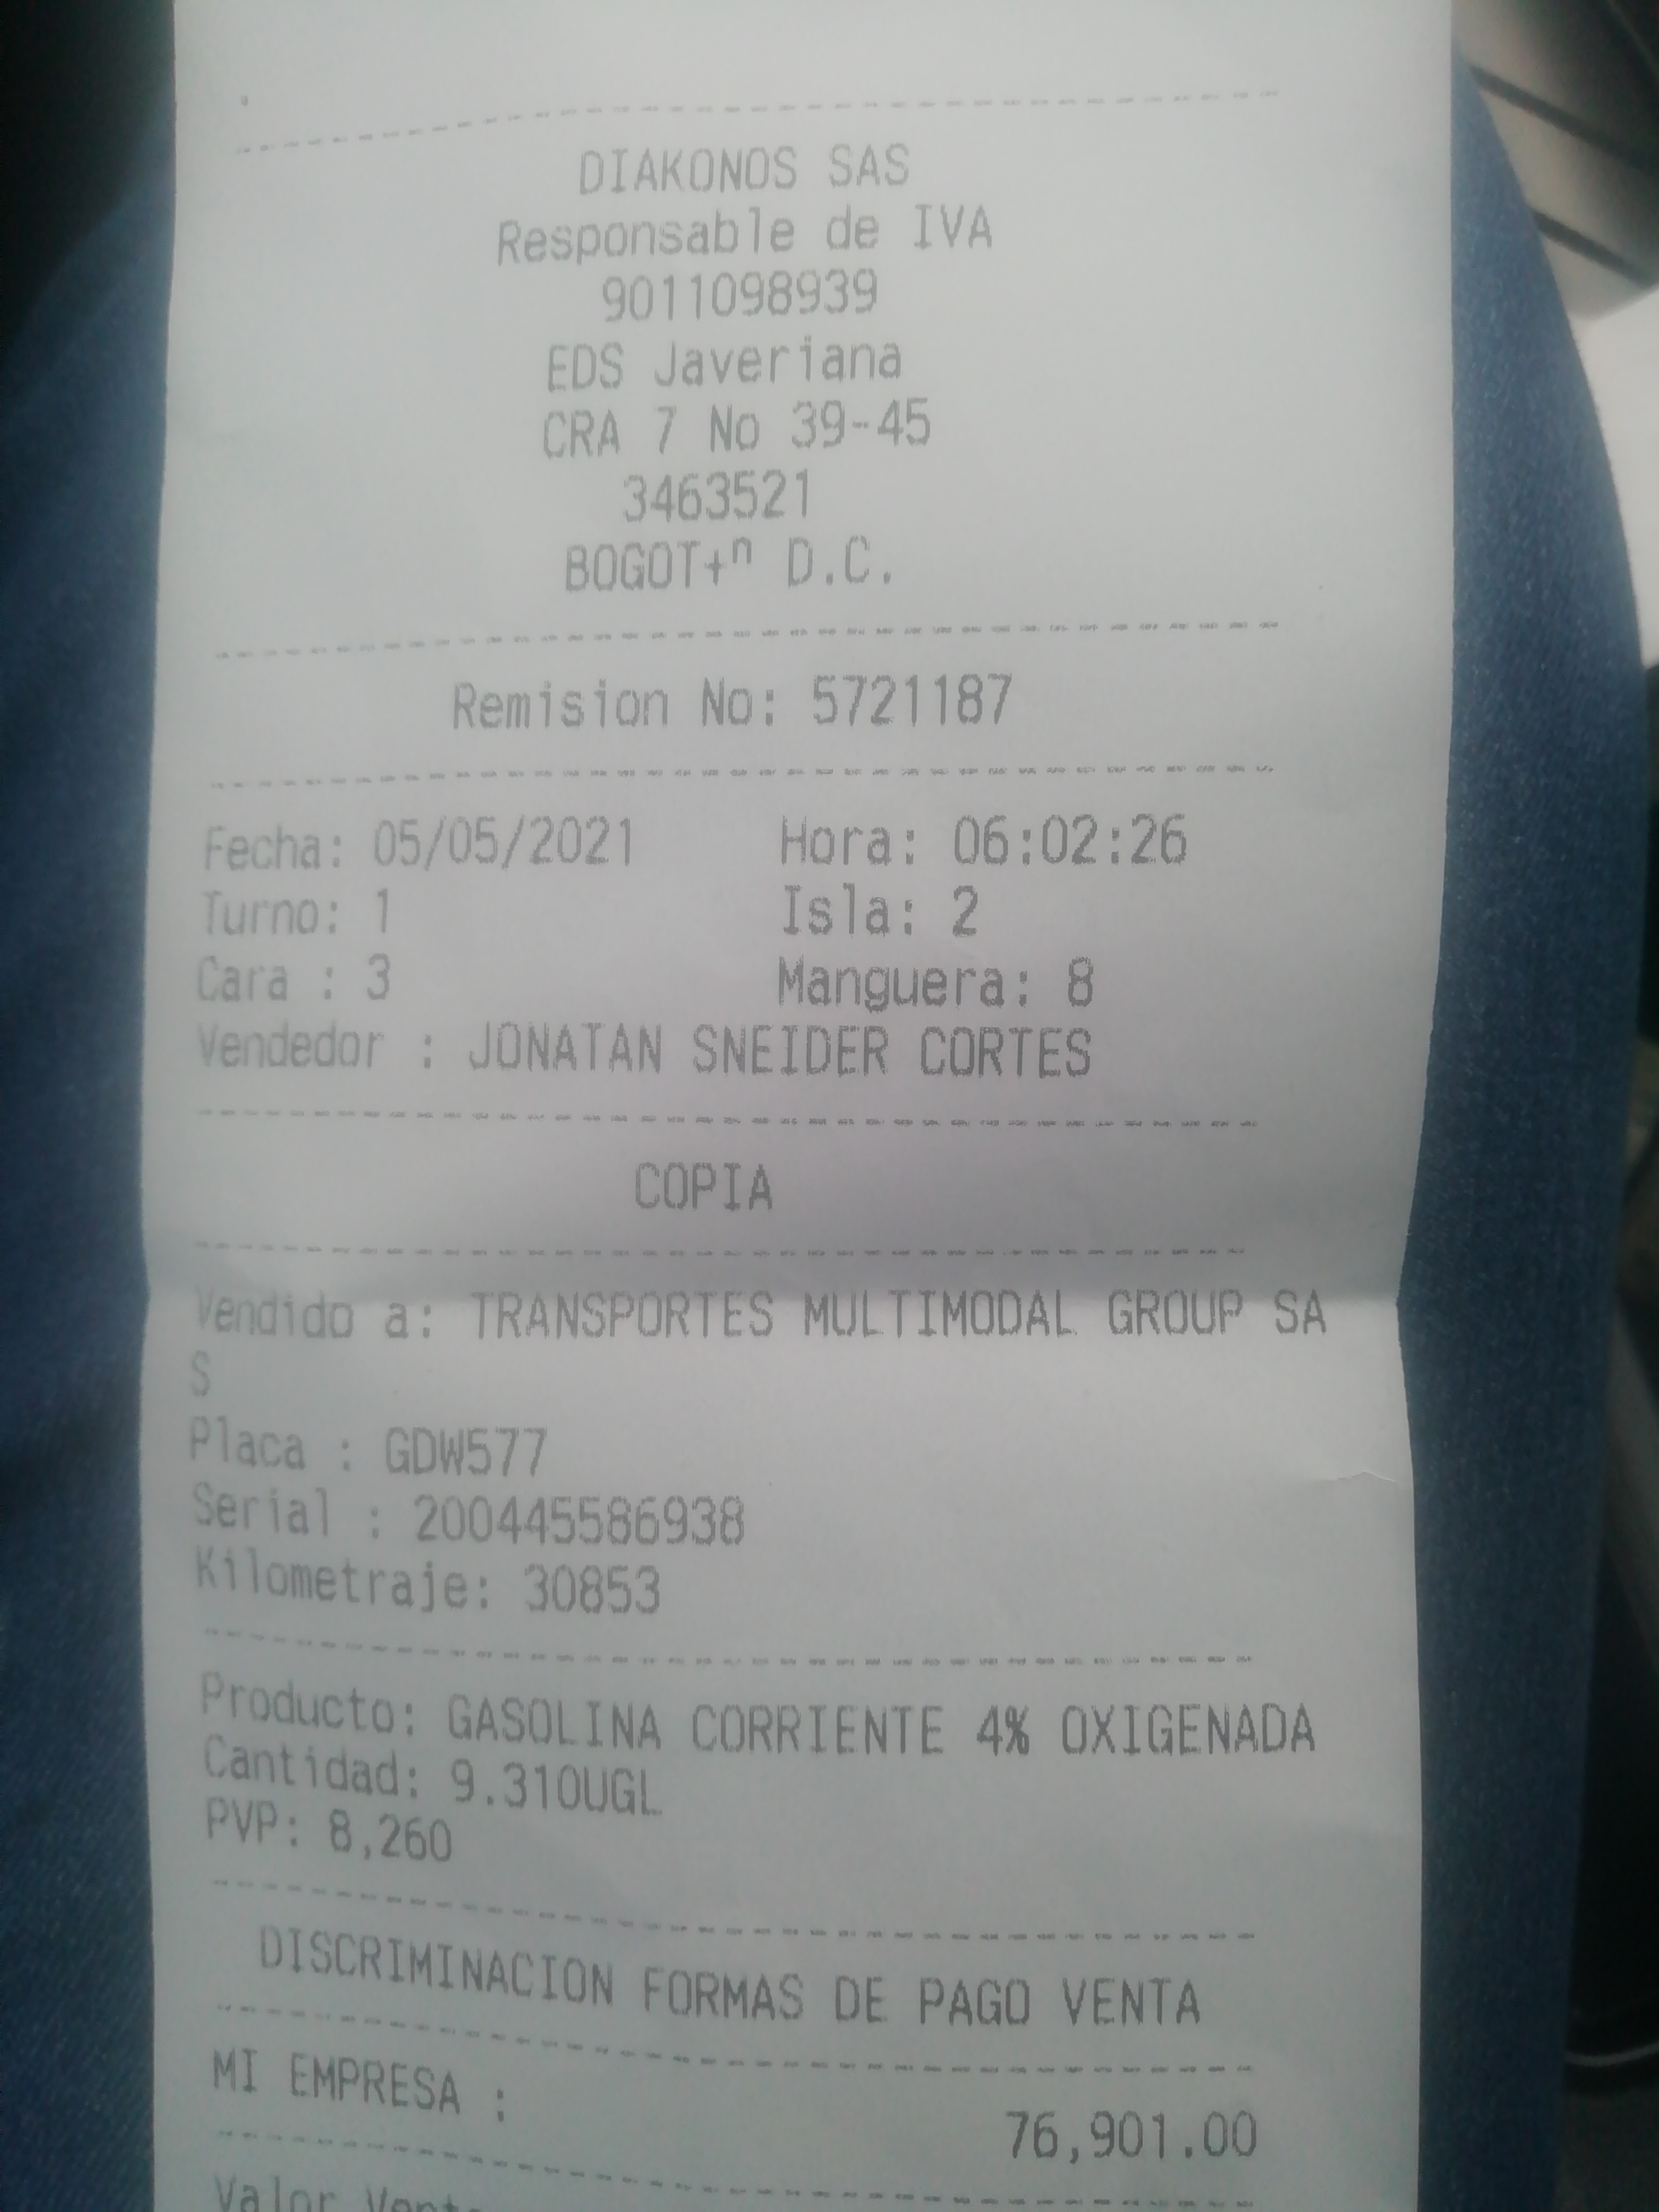 DIAKONOS SAS
Responsable de IVA
9011098939
EDS Javeriana
CRA 7 No 39-45
3463521
BOGOT+ⁿ D.C.
Remision No: 5721187
Fecha: 05/05/2021 Hora: 06:02:26
Turno: 1 Isla: 2
Cara : 3 Manguera: 8
Vendedor : JONATAN SNEIDER CORTES
COPIA
Vendido a: TRANSPORTES MULTIMODAL GROUP SA
S
Placa : GDW577
Serial : 200445586938
Kilometraje: 30853
Producto: GASOLINA CORRIENTE 4% OXIGENADA
Cantidad: 9.310UGL
PVP: 8,260
DISCRIMINACION FORMAS DE PAGO VENTA
MI EMPRESA : 76,901.00
Valor